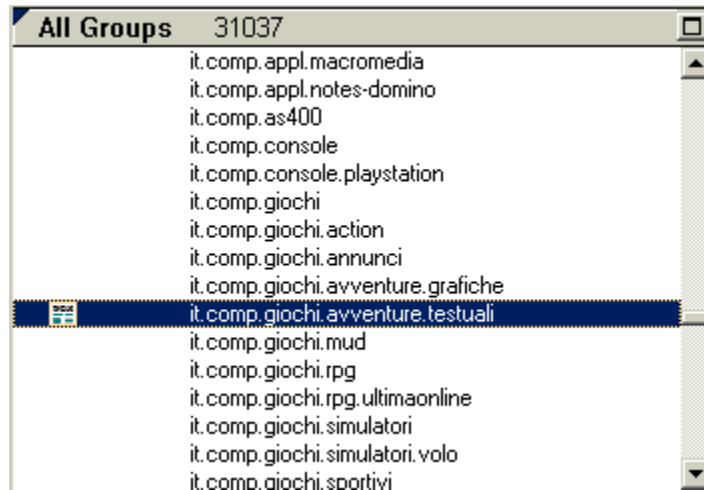 All Groups 31037
it.comp.appl.macromedia
it.comp.appl.notes-domino
it.comp.as400
it.comp.console
it.comp.console.playstation
it.comp.giochi
it.comp.giochi.action
it.comp.giochi.annunci
it.comp.giochi.avventure.grafiche
it.comp.giochi.avventure.testuali
it.comp.giochi.mud
it.comp.giochi.rpg
it.comp.giochi.rpg.ultimaonline
it.comp.giochi.simulatori
it.comp.giochi.simulatori.volo
it.comp.giochi.sportivi